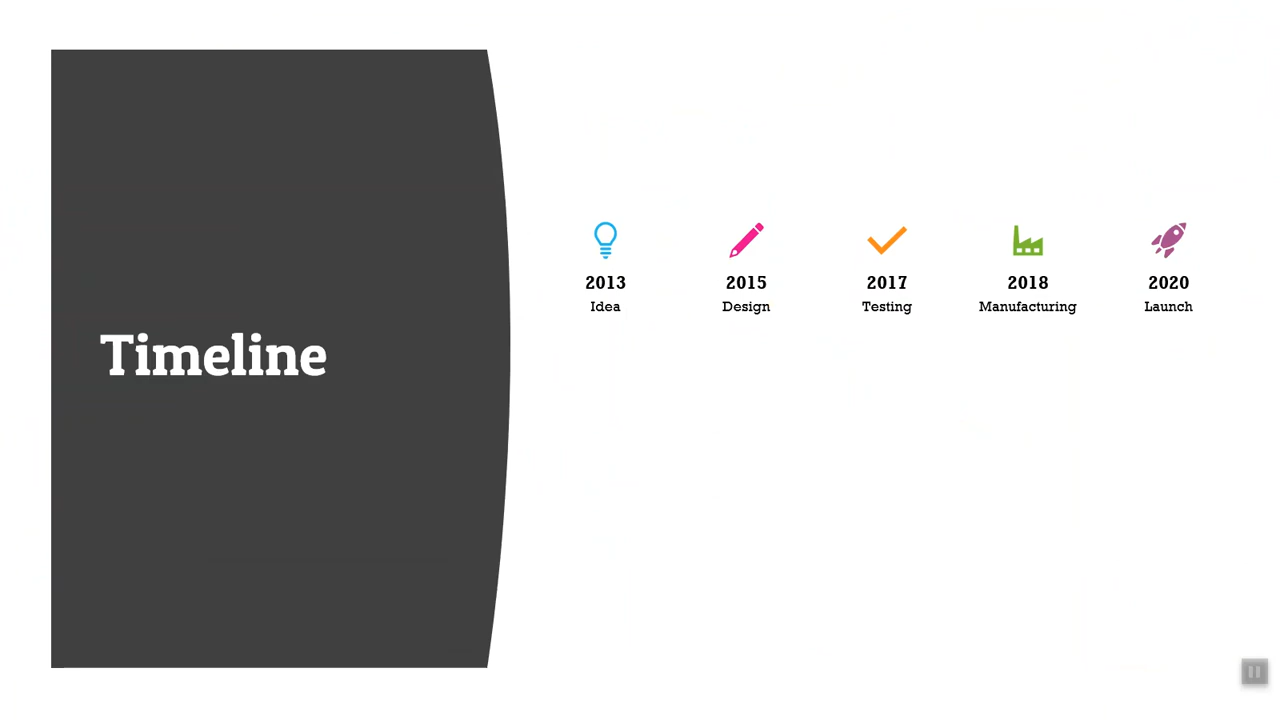 Timeline
2013
Idea
2015
Design
2017
Testing
2018
Manufacturing
2020
Launch